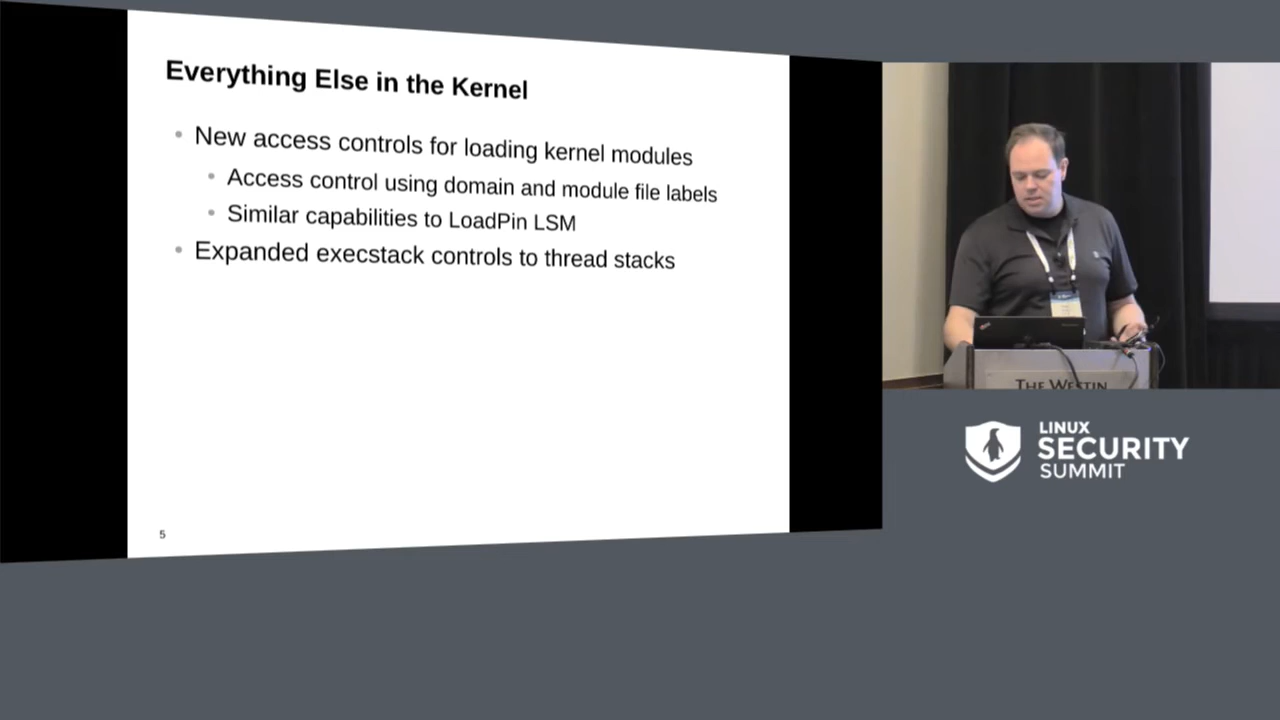 Everything Else in the Kernel
New access controls for loading kernel modules
Access control using domain and module file labels
Similar capabilities to LoadPin LSM
Expanded execstack controls to thread stacks
5
THE WESTIN
LINUX
SECURITY
SUMMIT